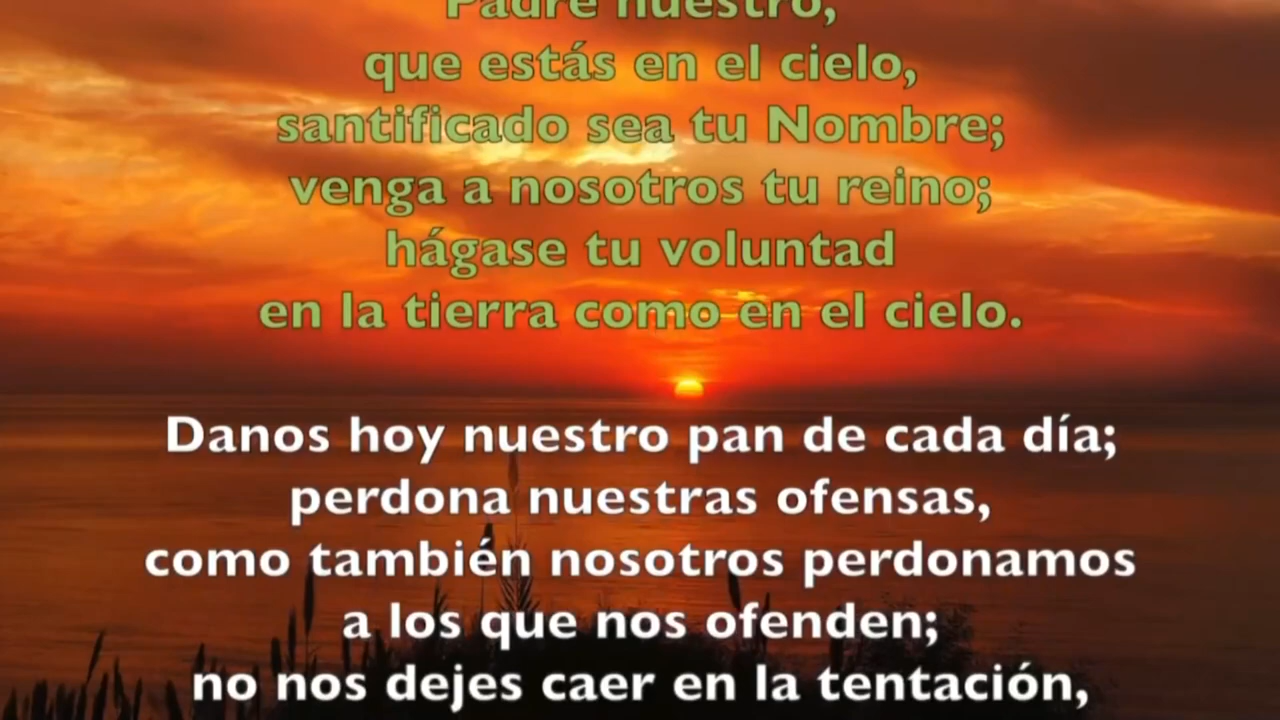 Padre nuestro,
que estás en el cielo,
santificado sea tu Nombre;
venga a nosotros tu reino;
hágase tu voluntad
en la tierra como en el cielo.
Danos hoy nuestro pan de cada día;
perdona nuestras ofensas,
como también nosotros perdonamos
a los que nos ofenden;
no nos dejes caer en la tentación,